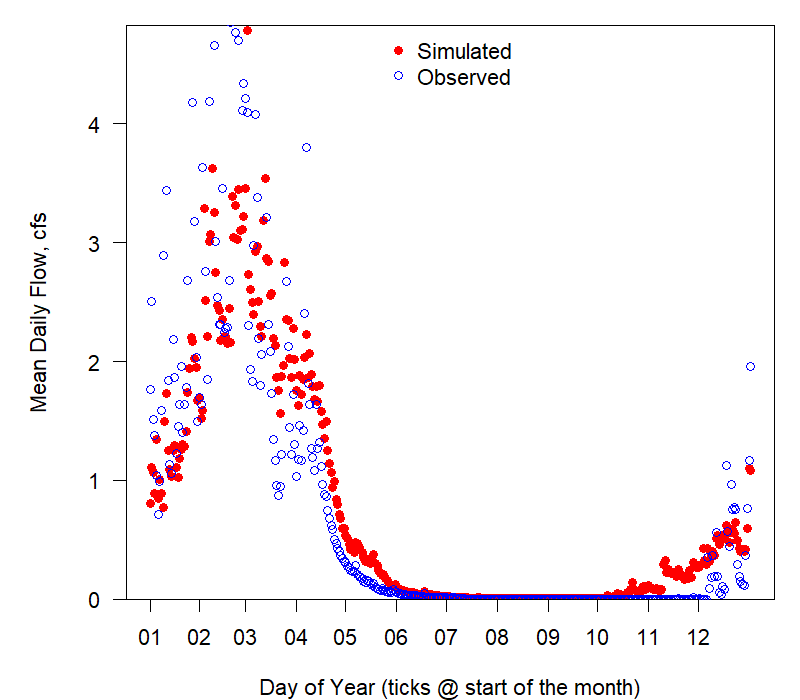 Simulated
Observed
4
3
2
1
0
Mean Daily Flow, cfs
01 02 03 04 05 06 07 08 09 10 11 12
Day of Year (ticks @ start of the month)